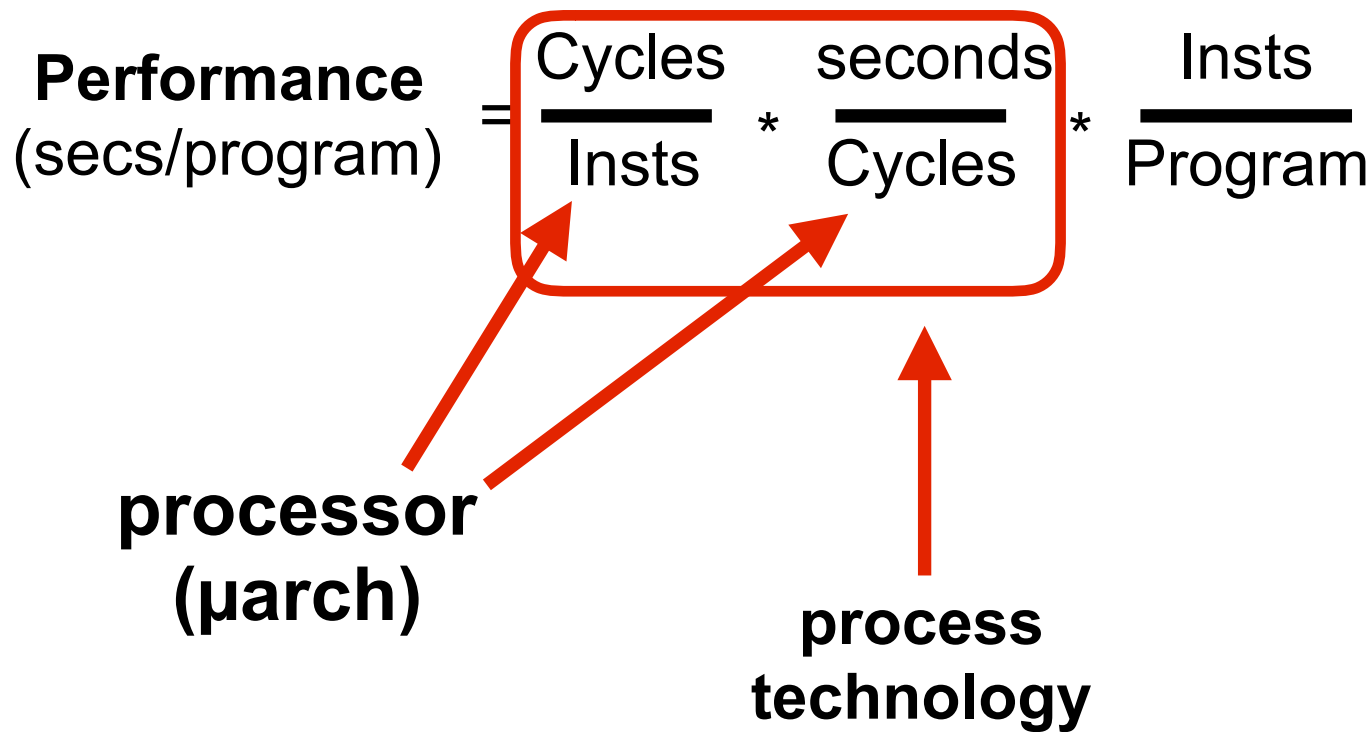 Performance
(secs/program)
=
Cycles
Insts
*
seconds
Cycles
*
Insts
Program
processor
(µarch)
process
technology